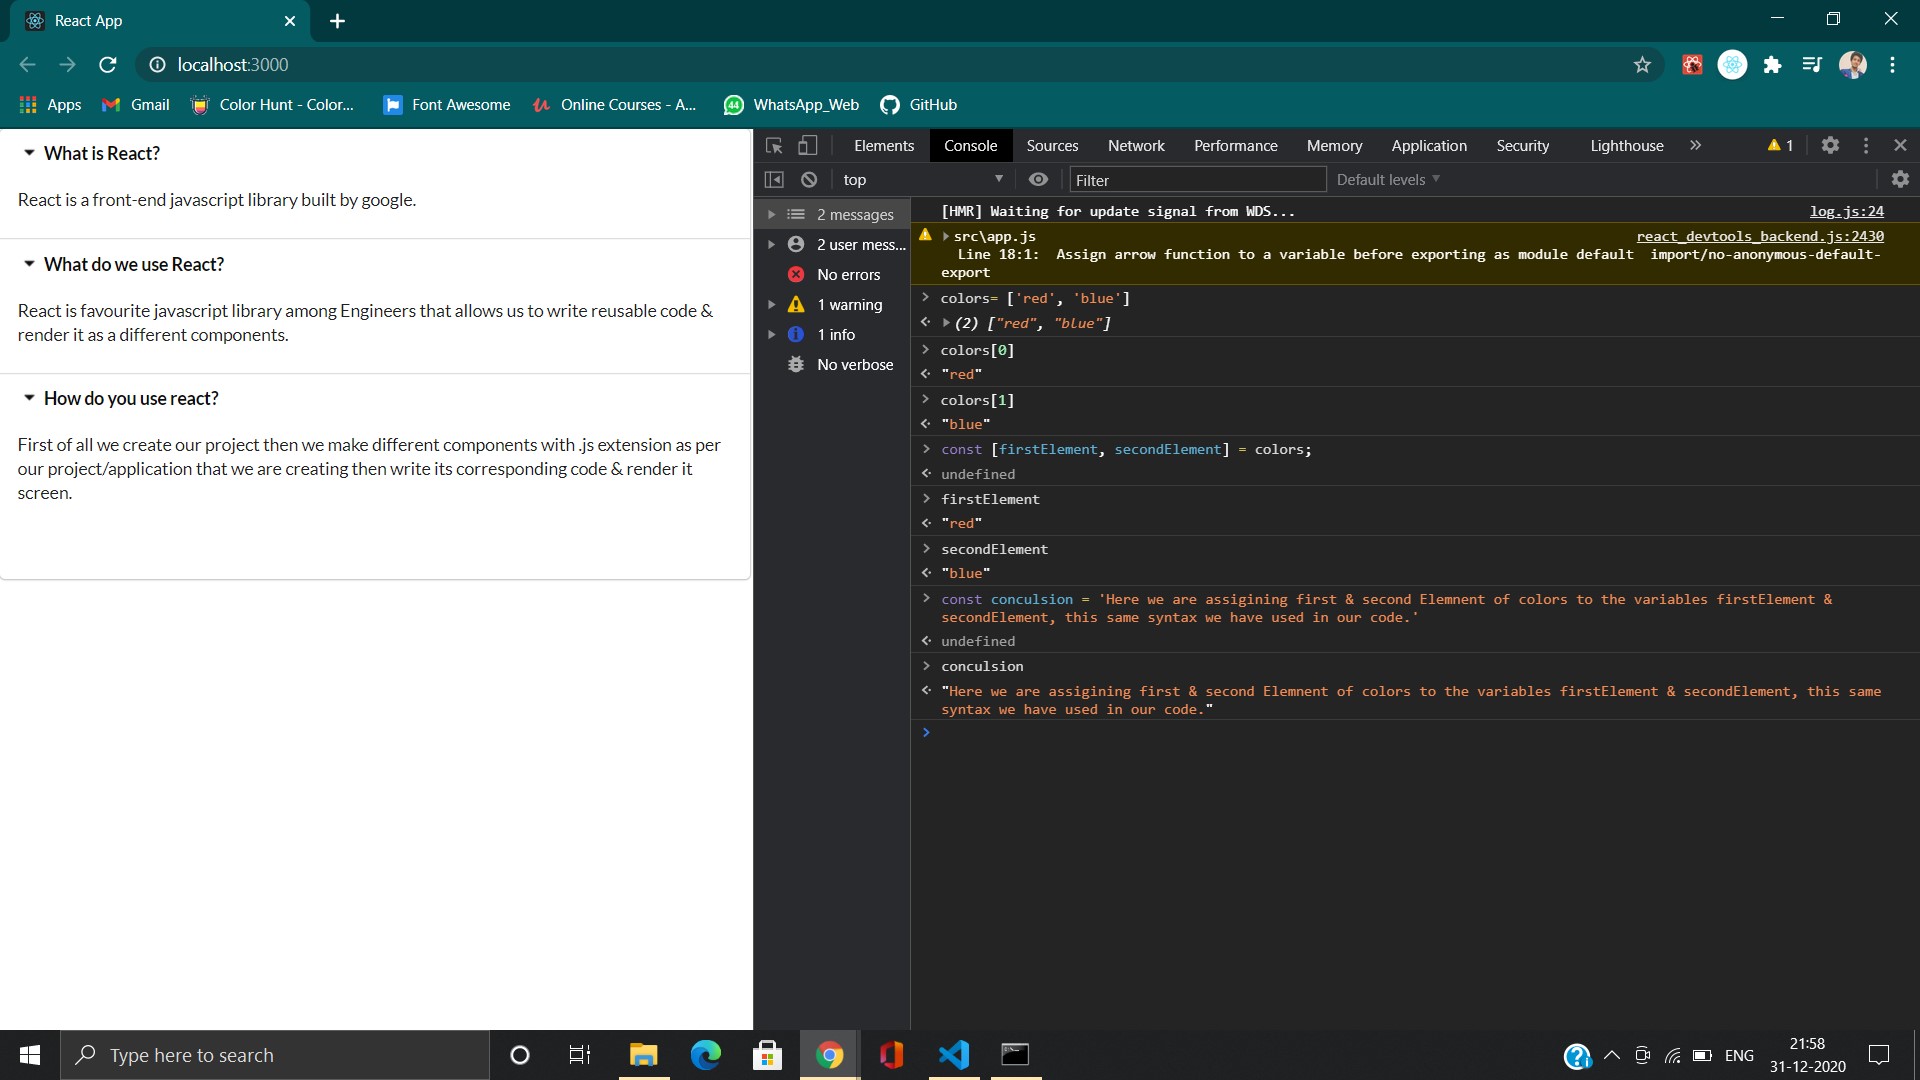 React App
localhost:3000
Apps
Gmail
Color Hunt - Color...
Font Awesome
Online Courses - A...
44
WhatsApp_Web
GitHub
What is React?
React is a front-end javascript library built by google.
What do we use React?
React is favourite javascript library among Engineers that allows us to write reusable code &
render it as a different components.
How do you use react?
First of all we create our project then we make different components with .js extension as per
our project/application that we are creating then write its corresponding code & render it
screen.
Elements
Console
Sources
Network
Performance
Memory
Application
Security
Lighthouse
1
top
Filter
Default levels
2 messages
2 user mess...
No errors
1 warning
1 info
No verbose
[HMR] Waiting for update signal from WDS...
log.js:24
src\app.js
react_devtools_backend.js:2430
Line 18:1: Assign arrow function to a variable before exporting as module default import/no-anonymous-default-
export
colors= ['red', 'blue']
(2) ["red", "blue"]
colors[0]
"red"
colors[1]
"blue"
const [firstElement, secondElement] = colors;
undefined
firstElement
"red"
secondElement
"blue"
const conculsion = 'Here we are assigining first & second Elemnent of colors to the variables firstElement &
secondElement, this same syntax we have used in our code.'
undefined
conculsion
"Here we are assigining first & second Elemnent of colors to the variables firstElement & secondElement, this same
syntax we have used in our code."
Type here to search
ENG
21:58
31-12-2020